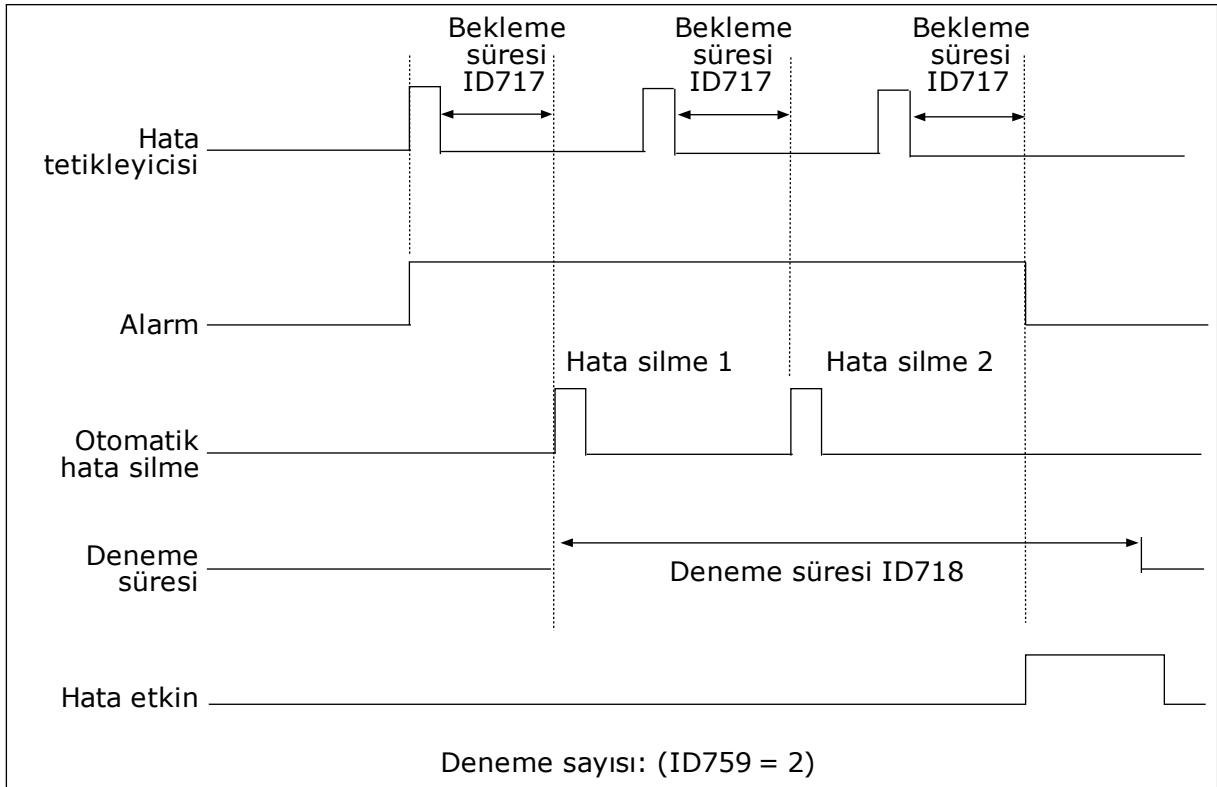 Bekleme
süresi
ID717
Bekleme
süresi
ID717
Bekleme
süresi
ID717
Hata
tetikleyicisi
Alarm
Hata silme 1
Hata silme 2
Otomatik
hata silme
Deneme
süresi
Deneme süresi ID718
Hata etkin
Deneme sayısı: (ID759 = 2)